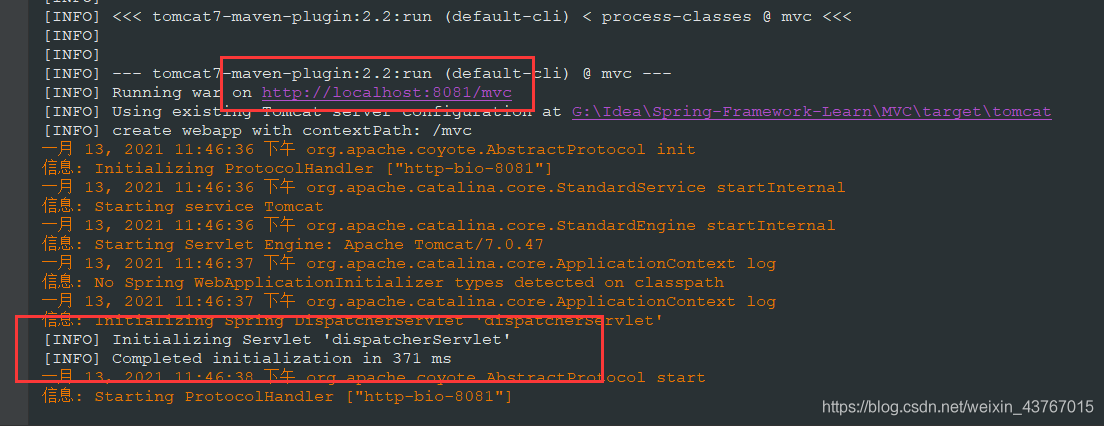 [INFO]
[INFO] <<< tomcat7-maven-plugin:2.2:run (default-cli) < process-classes @ mvc <<<
[INFO]
[INFO]
[INFO] --- tomcat7-maven-plugin:2.2:run (default-cli) @ mvc ---
[INFO] Running war on http://localhost:8081/mvc
[INFO] Using existing Tomcat server configuration at G:\Idea\Spring-Framework-Learn\MVC\target\tomcat
[INFO] create webapp with contextPath: /mvc
一月 13, 2021 11:46:36 下午 org.apache.coyote.AbstractProtocol init
信息: Initializing ProtocolHandler ["http-bio-8081"]
一月 13, 2021 11:46:36 下午 org.apache.catalina.core.StandardService startInternal
信息: Starting service Tomcat
一月 13, 2021 11:46:36 下午 org.apache.catalina.core.StandardEngine startInternal
信息: Starting Servlet Engine: Apache Tomcat/7.0.47
一月 13, 2021 11:46:37 下午 org.apache.catalina.core.ApplicationContext log
信息: No Spring WebApplicationInitializer types detected on classpath
一月 13, 2021 11:46:37 下午 org.apache.catalina.core.ApplicationContext log
信息: Initializing Spring DispatcherServlet 'dispatcherServlet'
[INFO] Initializing Servlet 'dispatcherServlet'
[INFO] Completed initialization in 371 ms
一月 13, 2021 11:46:38 下午 org.apache.coyote.AbstractProtocol start
信息: Starting ProtocolHandler ["http-bio-8081"]
https://blog.csdn.net/weixin_43767015